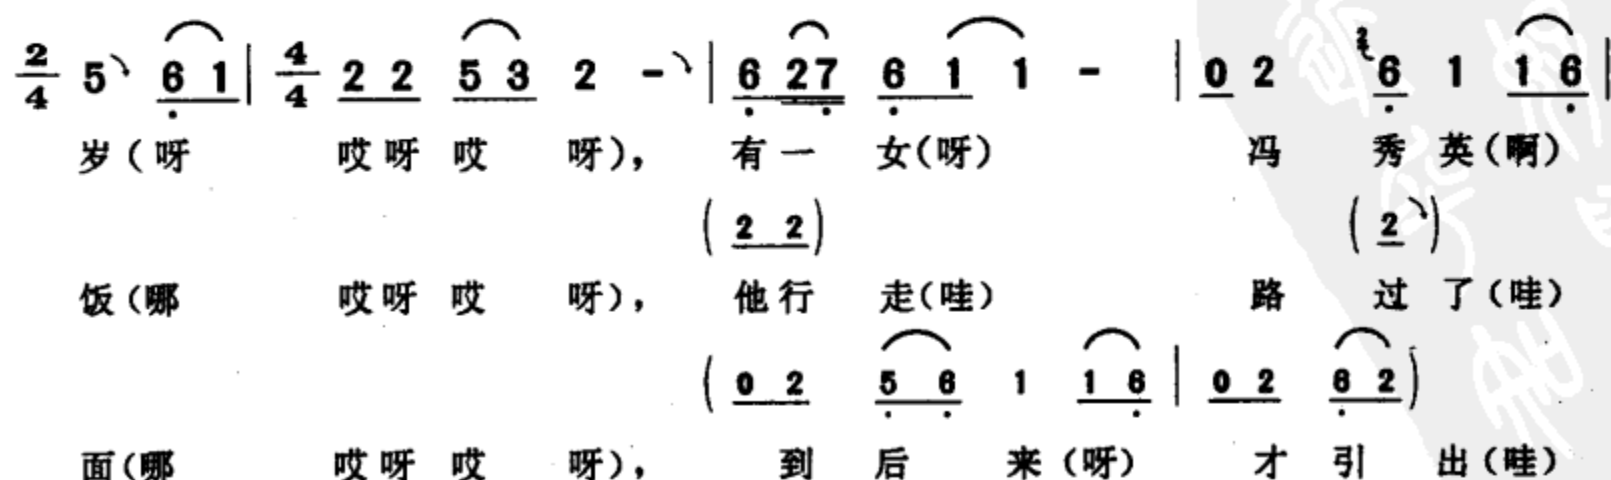 2/4 5 6 1 | 4/4 2 2 5 3 2 - | 6 2 7 6 1 1 - | 0 2 6 1 1 6 |
岁(呀 哎呀哎 呀)， 有一 女(呀) 冯 秀 英(啊)
(2 2) (2)
饭(哪 哎呀哎 呀)， 他行 走(哇) 路 过 了(哇)
(0 2 5 6 1 1 6 | 0 2 6 2)
面(哪 哎呀哎 呀)， 到 后 来(呀) 才 引 出(哇)